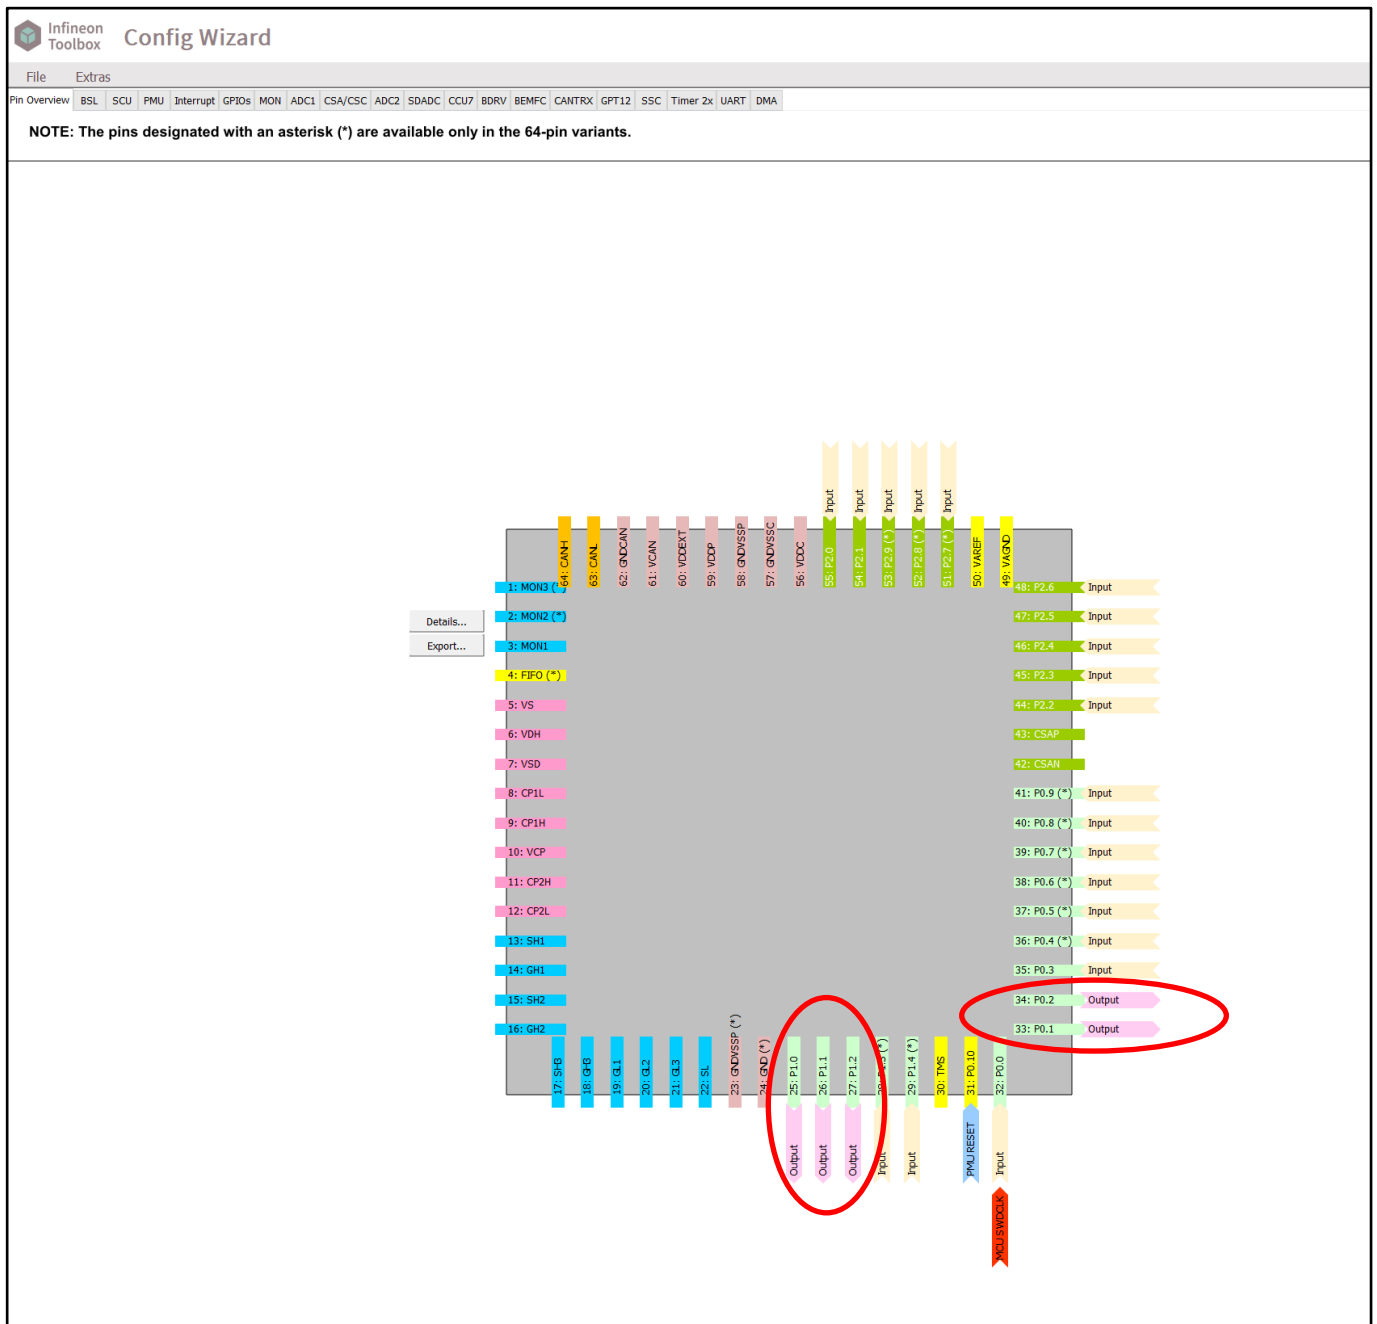 Infineon
Toolbox
Config Wizard
File Extras
Pin Overview BSL SCU PMU Interrupt GPIOs MON ADC1 CSA/CSC ADC2 SDADC CCU7 BDRV BEMFC CANTRX GPT12 SSC Timer 2x UART DMA
NOTE: The pins designated with an asterisk (*) are available only in the 64-pin variants.
Input Input Input Input Input
64: CANH
63: CANL
62: GNDCAN
61: VCAN
60: VDDEXT
59: VDDP
58: GNDVSSP
57: GNDVSSC
56: VDDC
55: P2.0
54: P2.1
53: P2.9 (*)
52: P2.8 (*)
51: P2.7 (*)
50: VAREF
49: VAGND
1: MON3 (*)
2: MON2 (*)
3: MON1
4: FIFO (*)
5: VS
6: VDH
7: VSD
8: CP1L
9: CP1H
10: VCP
11: CP2H
12: CP2L
13: SH1
14: GH1
15: SH2
16: GH2
Details...
Export...
48: P2.6 Input
47: P2.5 Input
46: P2.4 Input
45: P2.3 Input
44: P2.2 Input
43: CSAP
42: CSAN
41: P0.9 (*) Input
40: P0.8 (*) Input
39: P0.7 (*) Input
38: P0.6 (*) Input
37: P0.5 (*) Input
36: P0.4 (*) Input
35: P0.3 Input
34: P0.2 Output
33: P0.1 Output
17: SH3
18: GH3
19: GL1
20: GL2
21: GL3
22: SL
23: GNDVSSP (*)
24: GND (*)
25: P1.0 Output
26: P1.1 Output
27: P1.2 Output
28: P1.3 (*) Input
29: P1.4 (*) Input
30: TMS
31: P0.10 PMU RESET
32: P0.0 Input
MCU SWDCLK